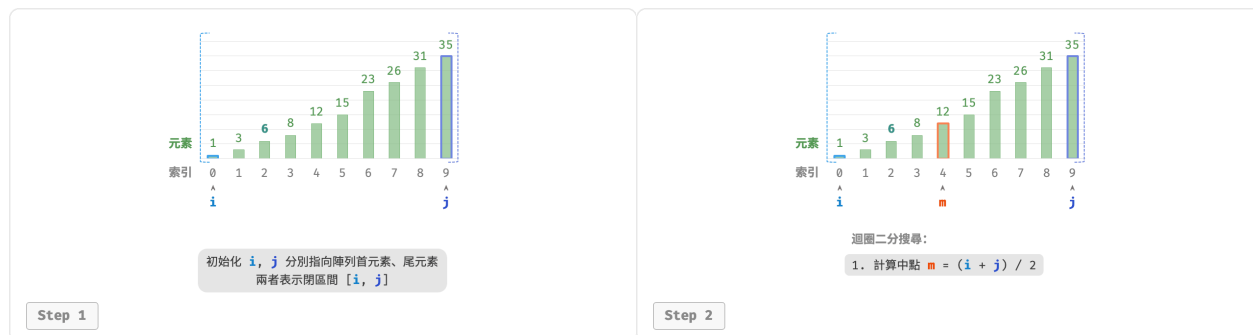 35
31
26
23
15
12
8
6
3
元素 1
索引 0 1 2 3 4 5 6 7 8 9
i j
初始化 i, j 分別指向陣列首元素、尾元素
兩者表示閉區間 [i, j]
Step 1
35
31
26
23
15
12
8
6
3
元素 1
索引 0 1 2 3 4 5 6 7 8 9
i m j
迴圈二分搜尋：
1. 計算中點 m = (i + j) / 2
Step 2